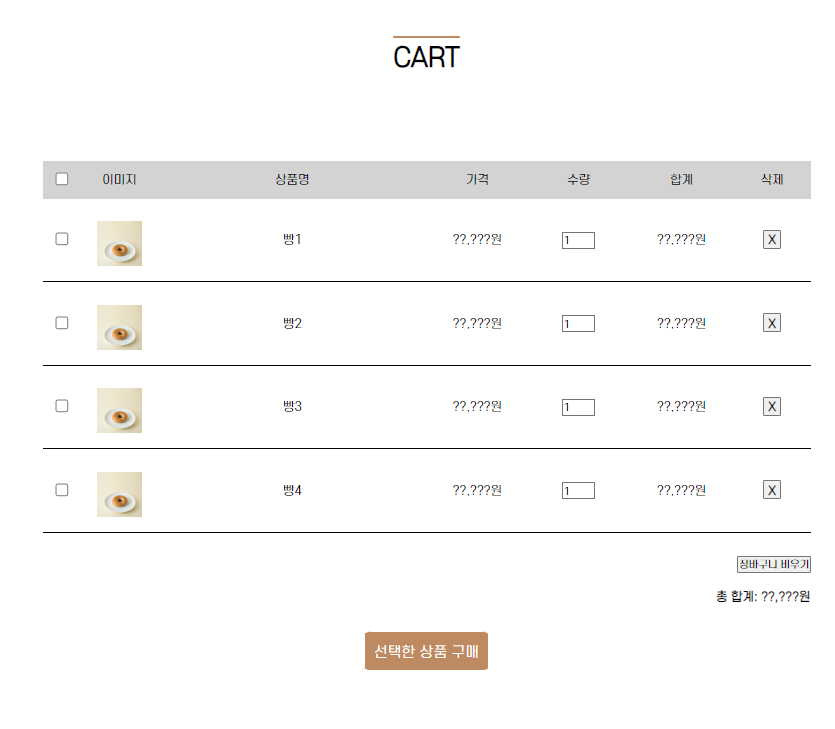 CART
이미지 상품명 가격 수량 합계 삭제
빵1 ??,???원 1 ??,???원 X
빵2 ??,???원 1 ??,???원 X
빵3 ??,???원 1 ??,???원 X
빵4 ??,???원 1 ??,???원 X
장바구니 비우기
총 합계: ??,???원
선택한 상품 구매